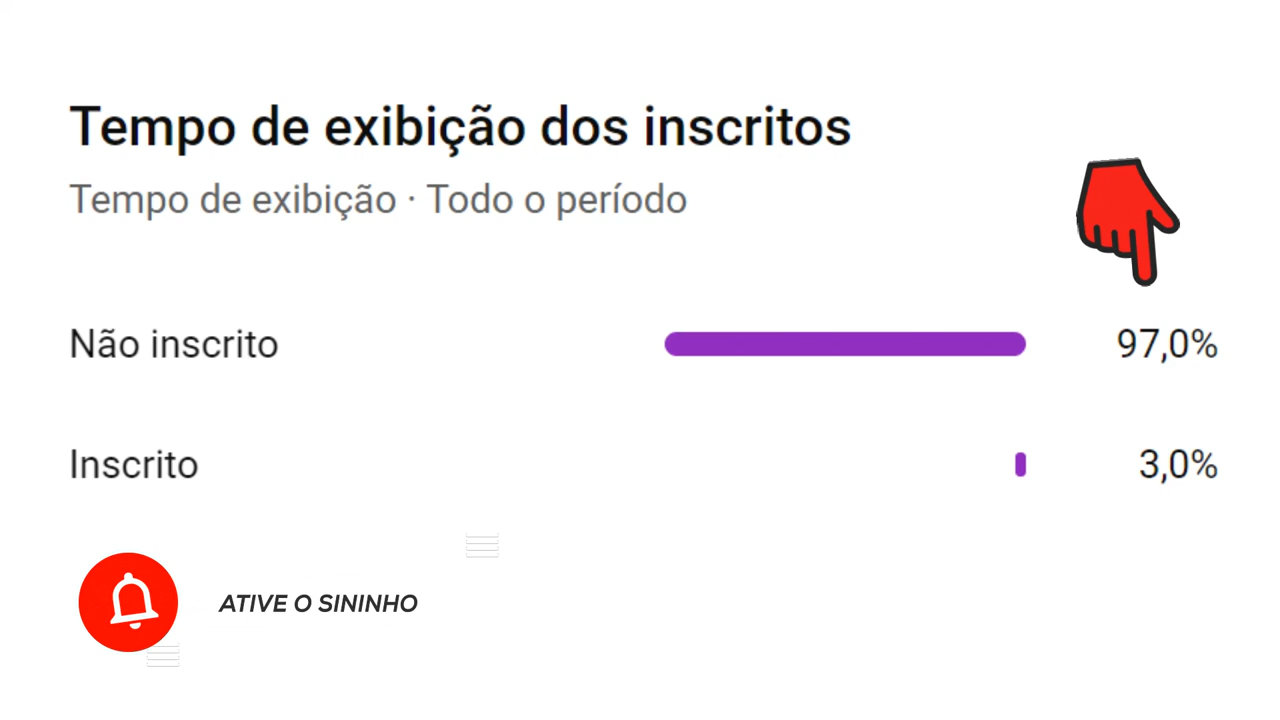 Tempo de exibição dos inscritos
Tempo de exibição · Todo o período
Não inscrito 97,0%
Inscrito 3,0%
ATIVE O SININHO